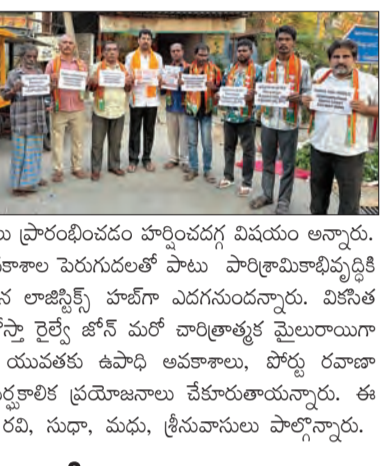 లు ప్రారంభించడం హర్షించదగ్గ విషయం అన్నారు.
కాశాల పెరుగుదలతో పాటు పారిశ్రామికాభివృద్ధికి
న లాజిస్టిక్స్ హబ్‌గా ఎదగనుందన్నారు. వికసిత
కోస్తా రైల్వే జోన్ మరో చారిత్రాత్మక మైలురాయిగా
యువతకు ఉపాధి అవకాశాలు, పోర్టు రవాణా
ర్ఘకాలిక ప్రయోజనాలు చేకూరుతాయన్నారు. ఈ
రవి, సుధా, మధు, శ్రీనువాసులు పాల్గొన్నారు.